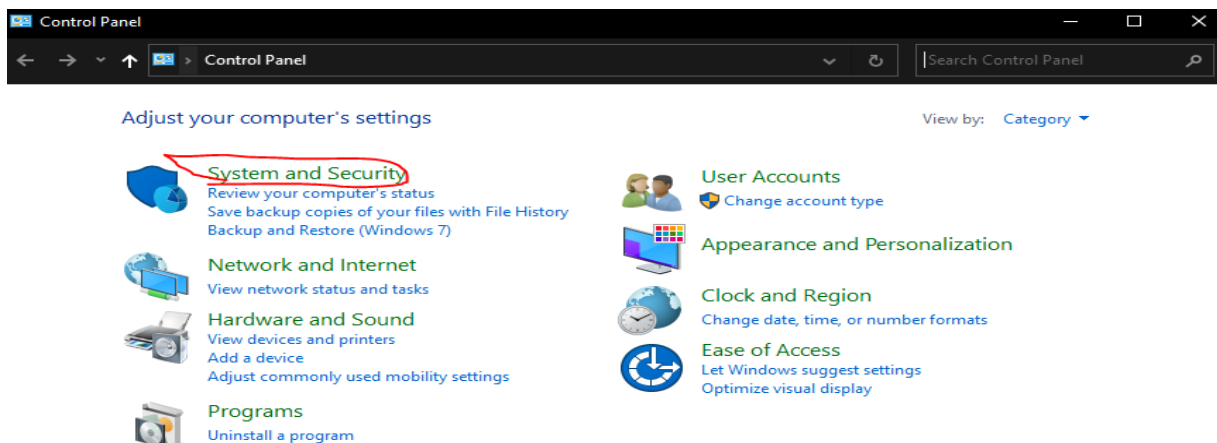 Control Panel
Control Panel
Search Control Panel
Adjust your computer's settings
View by: Category
System and Security
Review your computer's status
Save backup copies of your files with File History
Backup and Restore (Windows 7)
Network and Internet
View network status and tasks
Hardware and Sound
View devices and printers
Add a device
Adjust commonly used mobility settings
Programs
Uninstall a program
User Accounts
Change account type
Appearance and Personalization
Clock and Region
Change date, time, or number formats
Ease of Access
Let Windows suggest settings
Optimize visual display